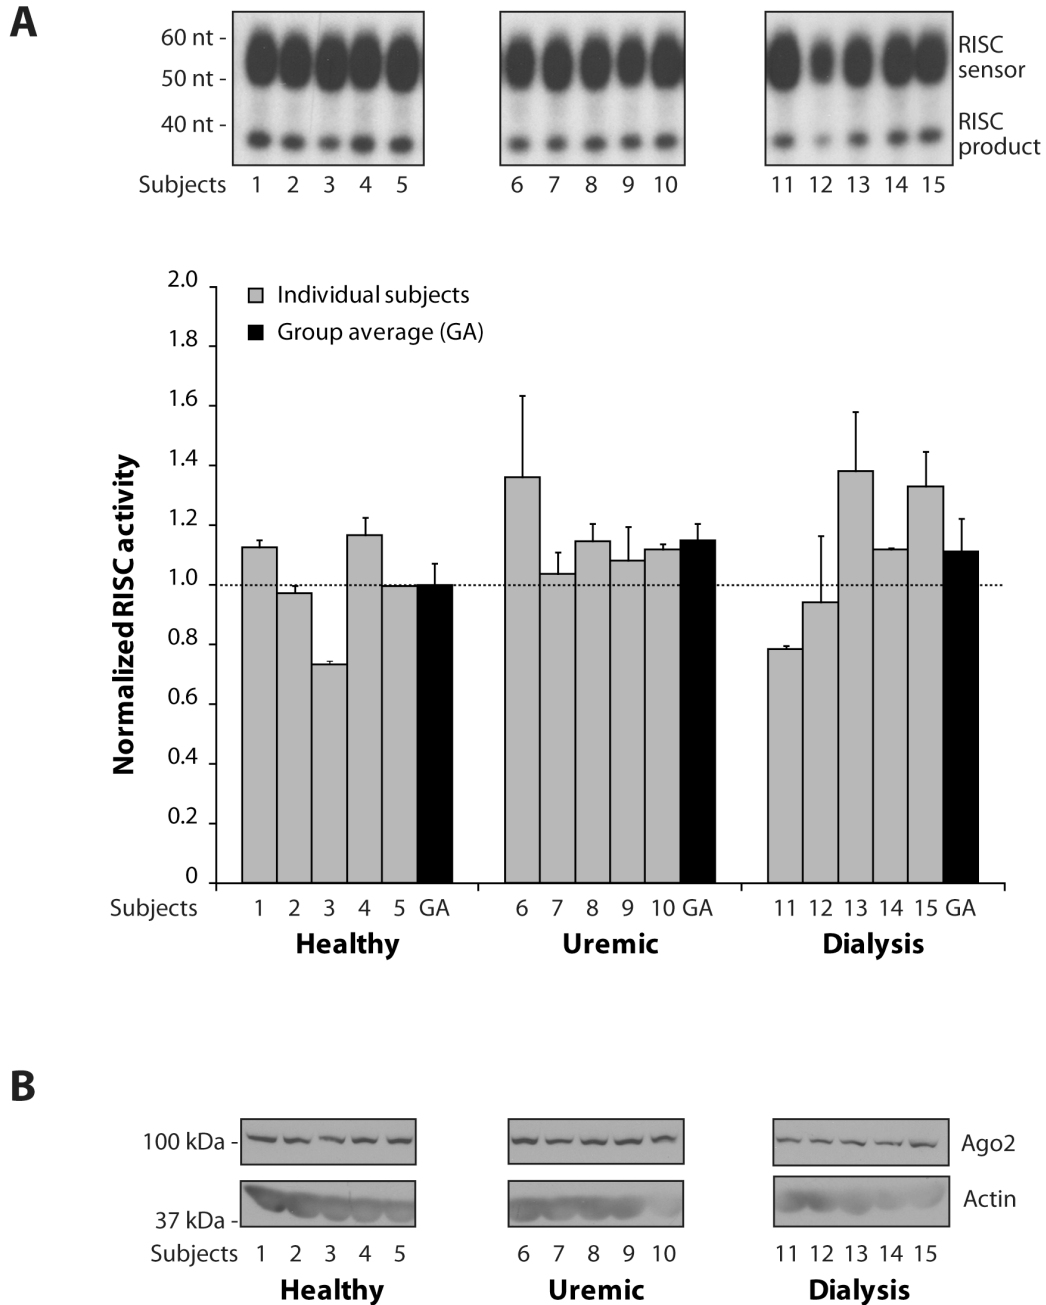 A
60 nt -
50 nt -
40 nt -
RISC
sensor
RISC
product
Subjects 1 2 3 4 5 6 7 8 9 10 11 12 13 14 15
2.0
1.8
1.6
1.4
1.2
1.0
0.8
0.6
0.4
0.2
0
Individual subjects
Group average (GA)
Normalized RISC activity
Subjects 1 2 3 4 5 GA 6 7 8 9 10 GA 11 12 13 14 15 GA
Healthy Uremic Dialysis
B
100 kDa -
Ago2
37 kDa -
Actin
Subjects 1 2 3 4 5 6 7 8 9 10 11 12 13 14 15
Healthy Uremic Dialysis